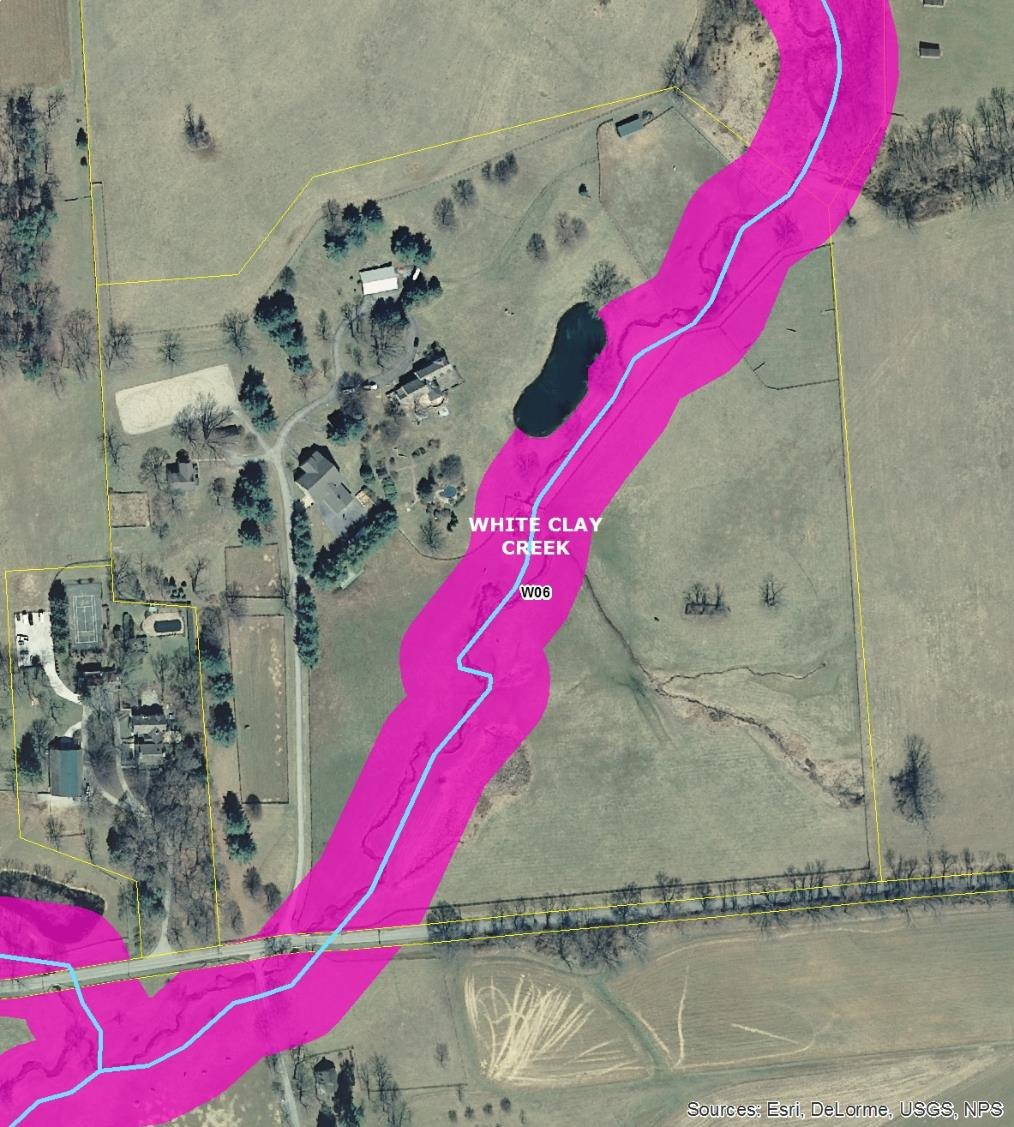 WHITE CLAY
CREEK
W06
Sources: Esri, DeLorme, USGS, NPS